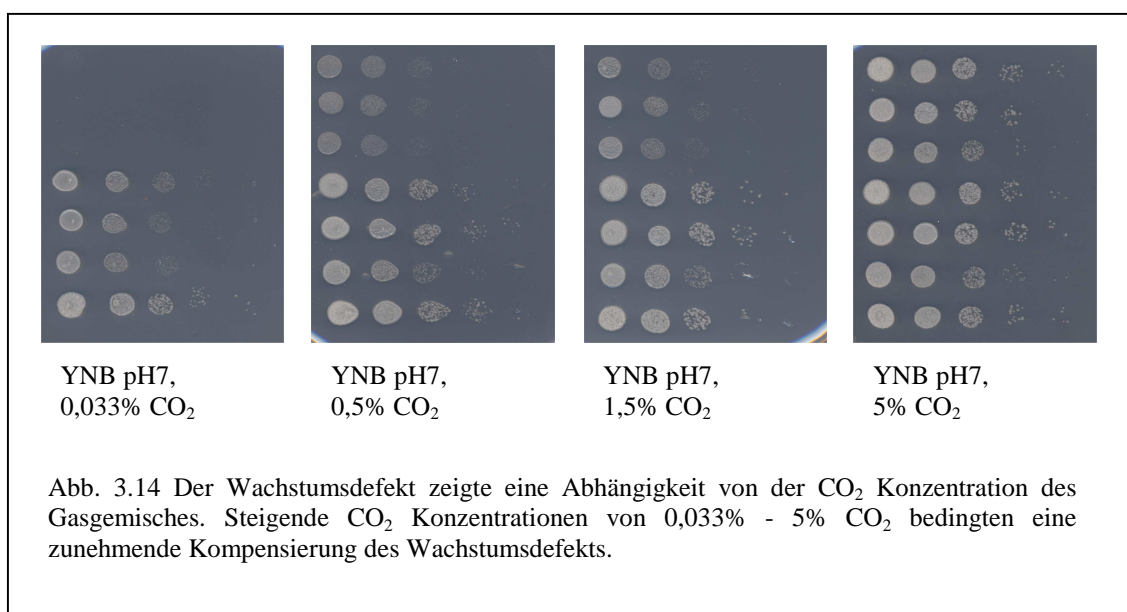 YNB pH7,
0,033% CO₂
YNB pH7,
0,5% CO₂
YNB pH7,
1,5% CO₂
YNB pH7,
5% CO₂
Abb. 3.14 Der Wachstumsdefekt zeigte eine Abhängigkeit von der CO₂ Konzentration des
Gasgemisches. Steigende CO₂ Konzentrationen von 0,033% - 5% CO₂ bedingten eine
zunehmende Kompensierung des Wachstumsdefekts.